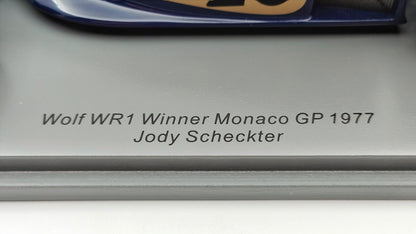 Wolf WR1 Winner Monaco GP 1977
Jody Scheckter